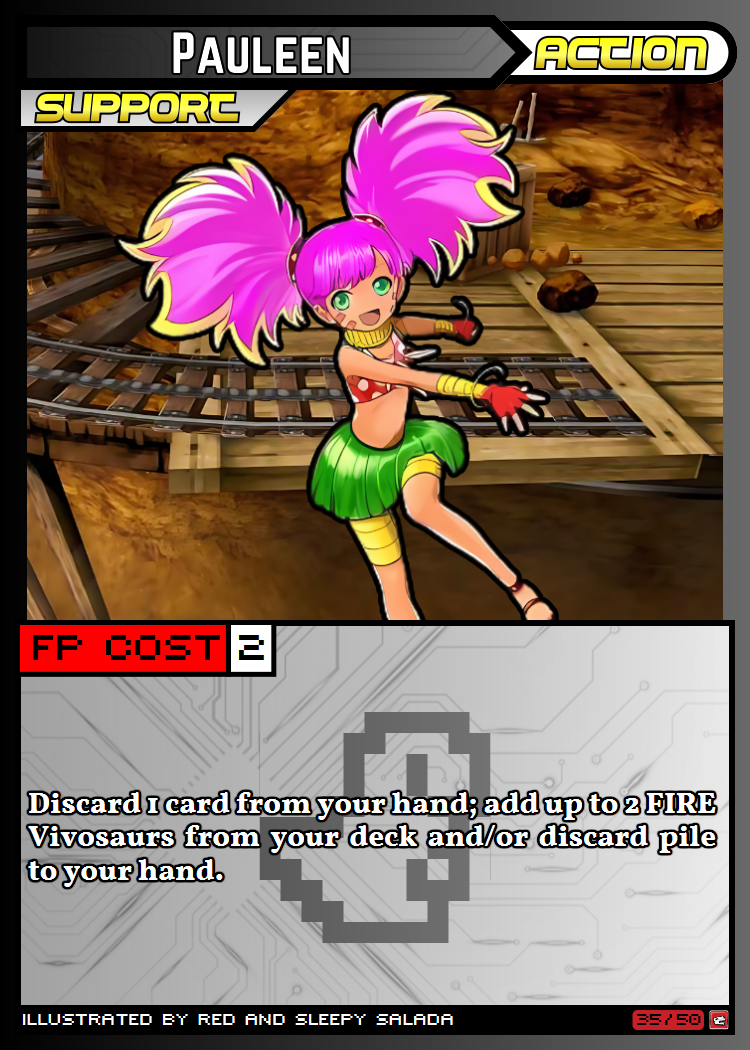 Pauleen
ACTION
SUPPORT
FP COST 2
Discard 1 card from your hand; add up to 2 FIRE
Vivosaurs from your deck and/or discard pile
to your hand.
ILLUSTRATED BY RED AND SLEEPY SALADA
35/50